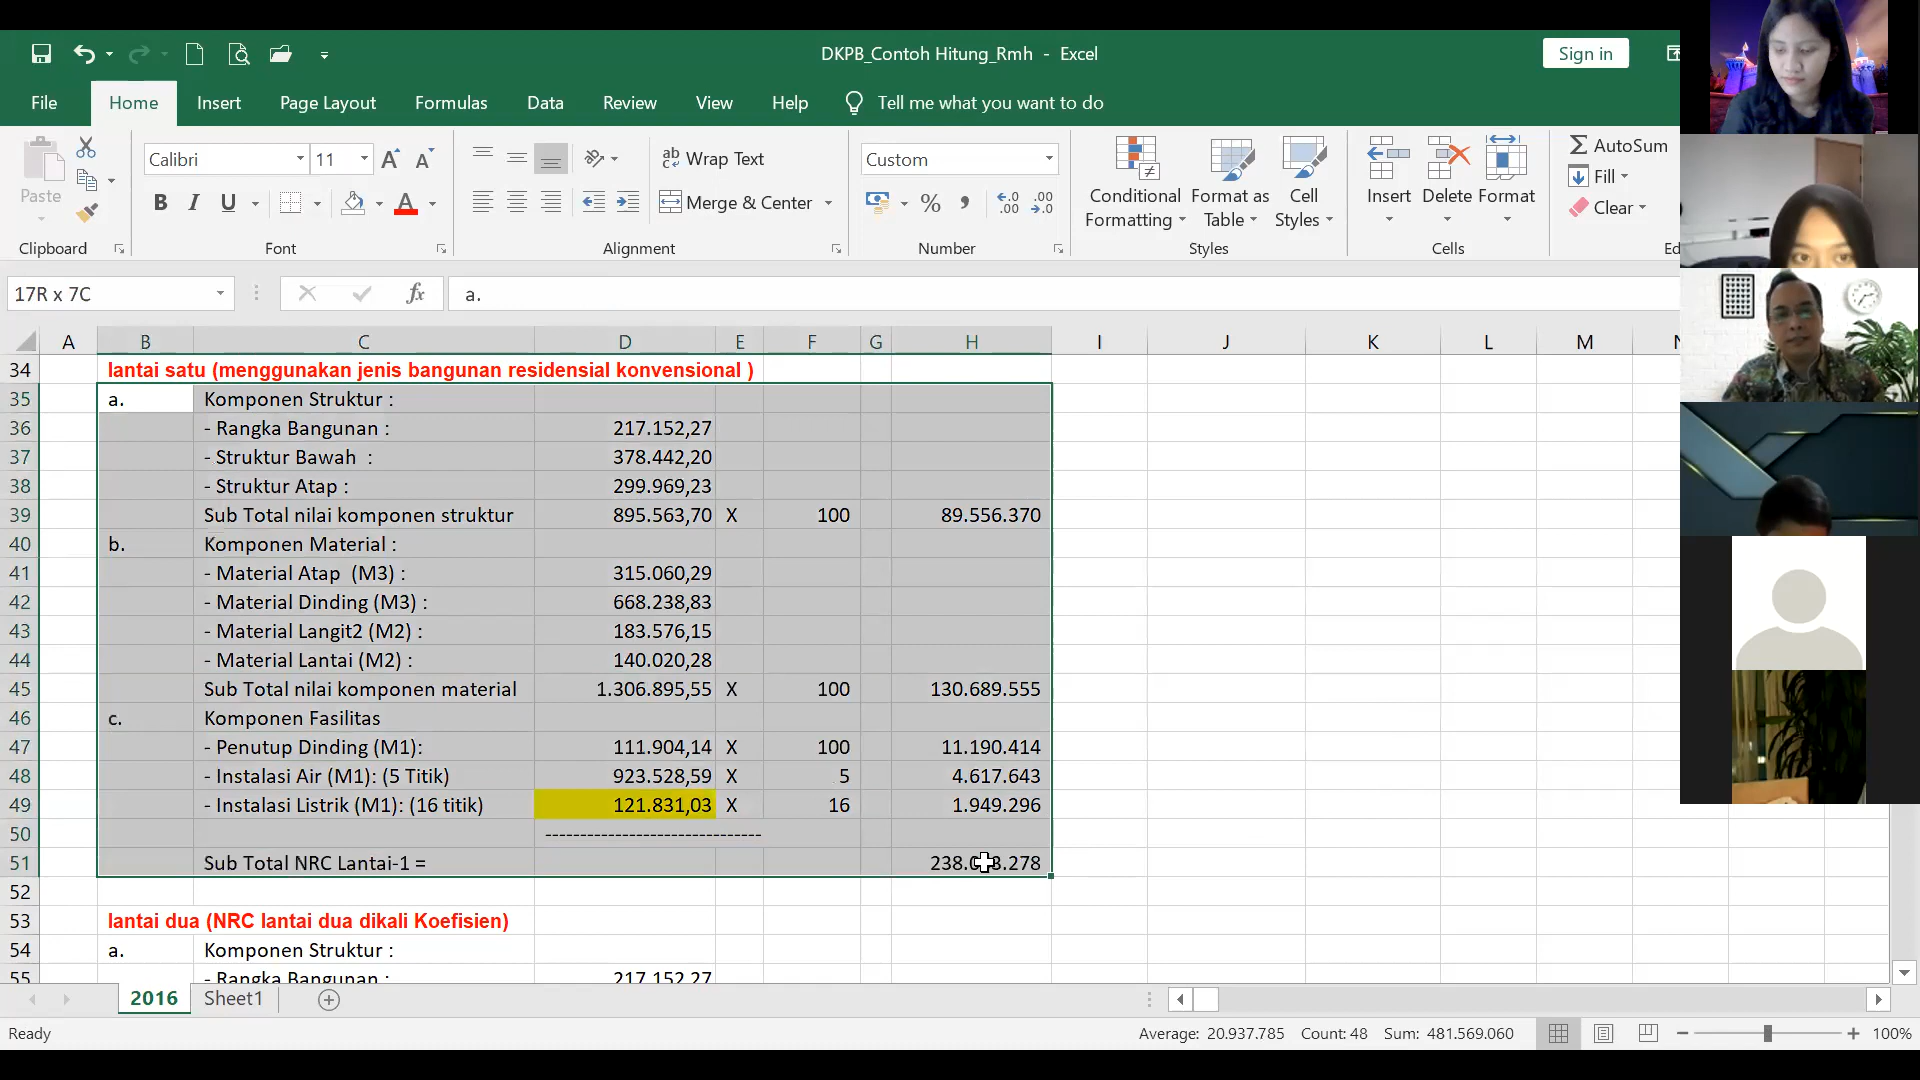 DKPB_Contoh Hitung_Rmh - Excel
Sign in
File Home Insert Page Layout Formulas Data Review View Help Tell me what you want to do
Calibri 11 Wrap Text Custom AutoSum
Paste Conditional Formatting Format as Table Cell Styles Insert Delete Format Fill
B I U A Merge & Center % Clear
Clipboard Font Alignment Number Styles Cells Ed
17R x 7C fx a.
A B C D E F G H I J K L M N
34 lantai satu (menggunakan jenis bangunan residensial konvensional )
35 a. Komponen Struktur :
36 - Rangka Bangunan : 217.152,27
37 - Struktur Bawah : 378.442,20
38 - Struktur Atap : 299.969,23
39 Sub Total nilai komponen struktur 895.563,70 X 100 89.556.370
40 b. Komponen Material :
41 - Material Atap (M3) : 315.060,29
42 - Material Dinding (M3) : 668.238,83
43 - Material Langit2 (M2) : 183.576,15
44 - Material Lantai (M2) : 140.020,28
45 Sub Total nilai komponen material 1.306.895,55 X 100 130.689.555
46 c. Komponen Fasilitas
47 - Penutup Dinding (M1): 111.904,14 X 100 11.190.414
48 - Instalasi Air (M1): (5 Titik) 923.528,59 X 5 4.617.643
49 - Instalasi Listrik (M1): (16 titik) 121.831,03 X 16 1.949.296
50 -------------------------------
51 Sub Total NRC Lantai-1 =
52
53 lantai dua (NRC lantai dua dikali Koefisien)
54 a. Komponen Struktur :
55 - Rangka Bangunan : 217.152,27
2016 Sheet1
Ready Average: 20.937.785 Count: 48 Sum: 481.569.060 100%